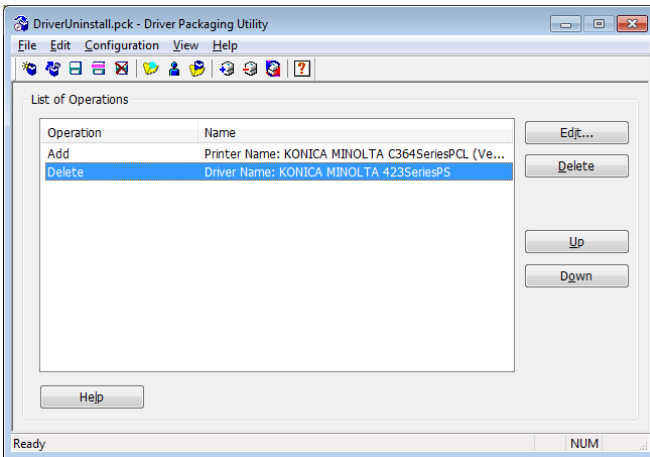 DriverUninstall.pck - Driver Packaging Utility
File Edit Configuration View Help
List of Operations
Operation Name
Add Printer Name: KONICA MINOLTA C364SeriesPCL (Ve...
Delete Driver Name: KONICA MINOLTA 423SeriesPS
Edit...
Delete
Up
Down
Help
Ready NUM